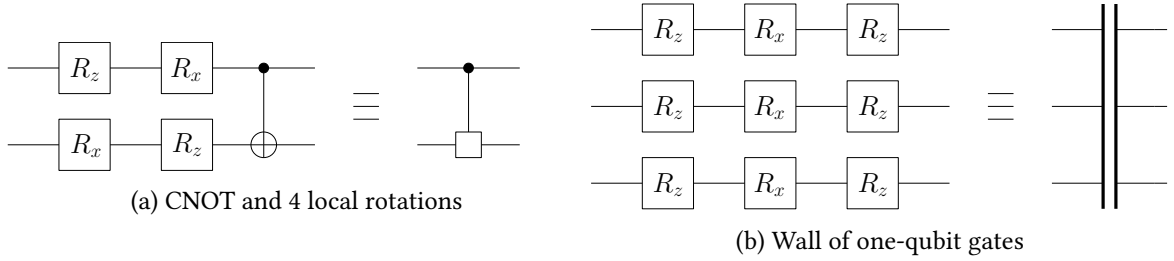 R_z R_x R_z
R_z R_x
R_z R_x R_z
R_x R_z
R_z R_x R_z
(a) CNOT and 4 local rotations
(b) Wall of one-qubit gates